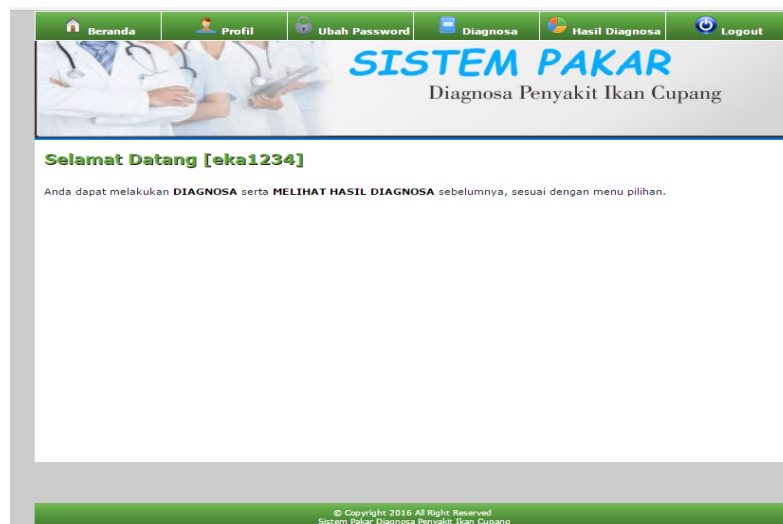 Beranda Profil Ubah Password Diagnosa Hasil Diagnosa Logout
SISTEM PAKAR
Diagnosa Penyakit Ikan Cupang
Selamat Datang [eka1234]
Anda dapat melakukan DIAGNOSA serta MELIHAT HASIL DIAGNOSA sebelumnya, sesuai dengan menu pilihan.
© Copyright 2016 All Right Reserved
Sistem Pakar Diagnosa Penyakit Ikan Cupang